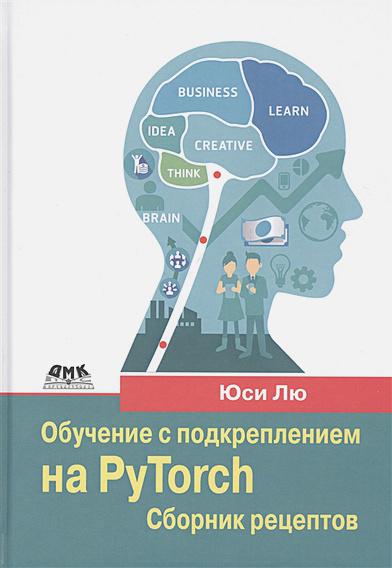 BUSINESS
LEARN
IDEA
CREATIVE
THINK
BRAIN
ДМК
Юси Лю
Обучение с подкреплением
на PyTorch
Сборник рецептов